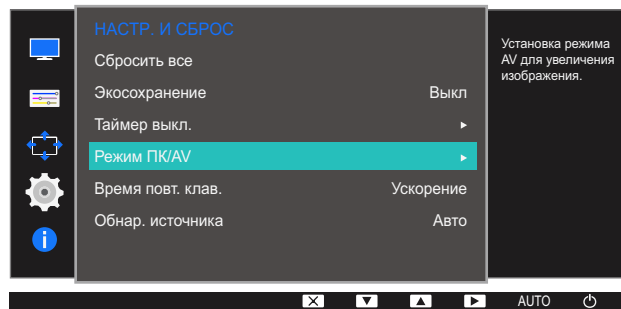 НАСТР. И СБРОС
Сбросить все
Экосохранение Выкл
Таймер выкл.
Режим ПК/AV
Время повт. клав. Ускорение
Обнар. источника Авто
Установка режима
AV для увеличения
изображения.
AUTO